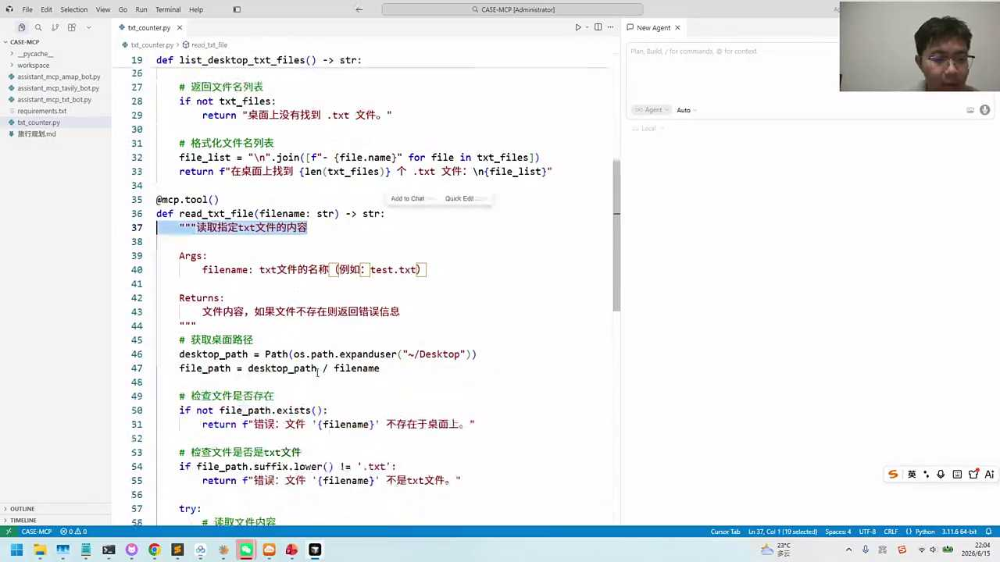 File Edit Selection View Go Run Terminal Help
CASE-MCP [Administrator]
CASE-MCP
__pycache__
workspace
assistant_mcp_amap_bot.py
assistant_mcp_tavily_bot.py
assistant_mcp_txt_bot.py
requirements.txt
txt_counter.py
旅行规划.md
OUTLINE
TIMELINE
txt_counter.py
txt_counter.py > read_txt_file
19 def list_desktop_txt_files() -> str:
26
27 # 返回文件名列表
28 if not txt_files:
29 return "桌面上没有找到 .txt 文件。"
30
31 # 格式化文件名列表
32 file_list = "\n".join([f"- {file.name}" for file in txt_files])
33 return f"在桌面上找到 {len(txt_files)} 个 .txt 文件：\n{file_list}"
34
35 @mcp.tool()
Add to Chat Quick Edit
36 def read_txt_file(filename: str) -> str:
37 """读取指定txt文件的内容
38
39 Args:
40 filename: txt文件的名称（例如：test.txt）
41
42 Returns:
43 文件内容，如果文件不存在则返回错误信息
44 """
45 # 获取桌面路径
46 desktop_path = Path(os.path.expanduser("~/Desktop"))
47 file_path = desktop_path / filename
48
49 # 检查文件是否存在
50 if not file_path.exists():
51 return f"错误：文件 '{filename}' 不存在于桌面上。"
52
53 # 检查文件是否是txt文件
54 if file_path.suffix.lower() != '.txt':
55 return f"错误：文件 '{filename}' 不是txt文件。"
56
57 try:
58 # 读取文件内容
New Agent
Plan, Build, / for commands, @ for context
Agent Auto
Local
英
CASE-MCP 0 0
Cursor Tab Ln 37, Col 1 (19 selected) Spaces: 4 UTF-8 CRLF Python 3.11.6 64-bit
23°C
多云
22:04
2026/6/15